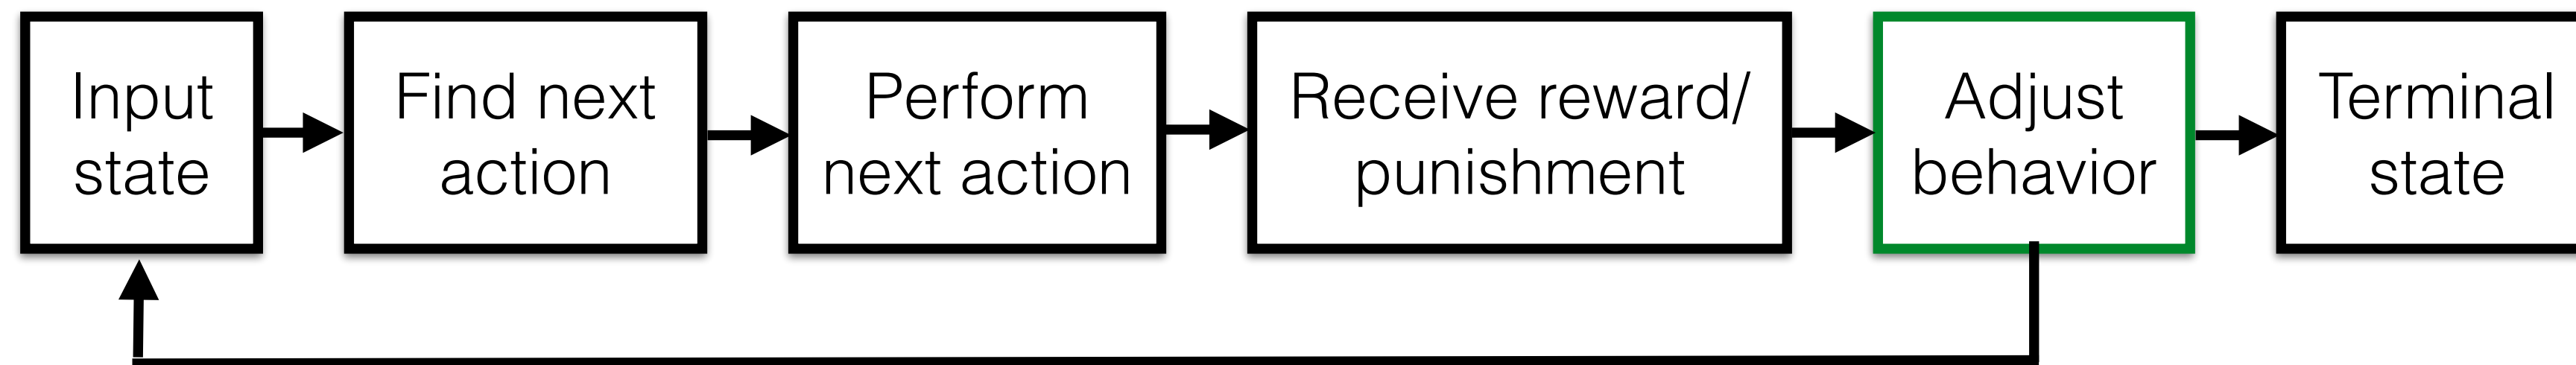 Input
state
Find next
action
Perform
next action
Receive reward/
punishment
Adjust
behavior
Terminal
state